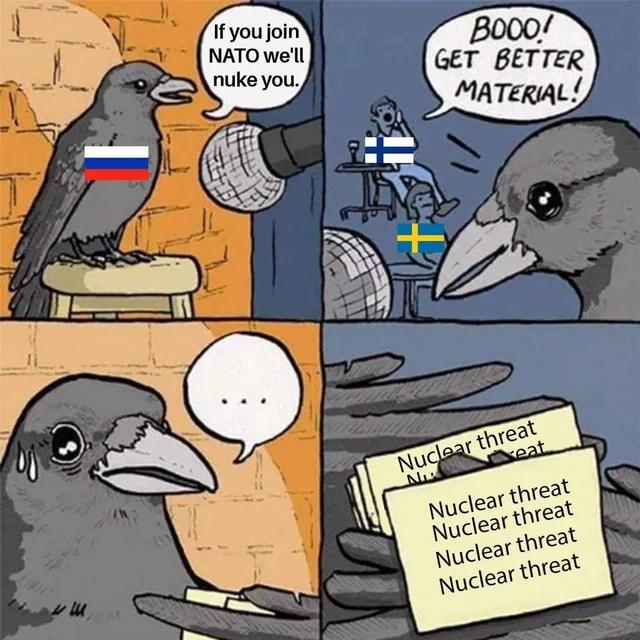 If you join
NATO we'll
nuke you.
BOOO!
GET BETTER
MATERIAL!
...
Nuclear threat
Nuclear threat
Nuclear threat
Nuclear threat
Nuclear threat